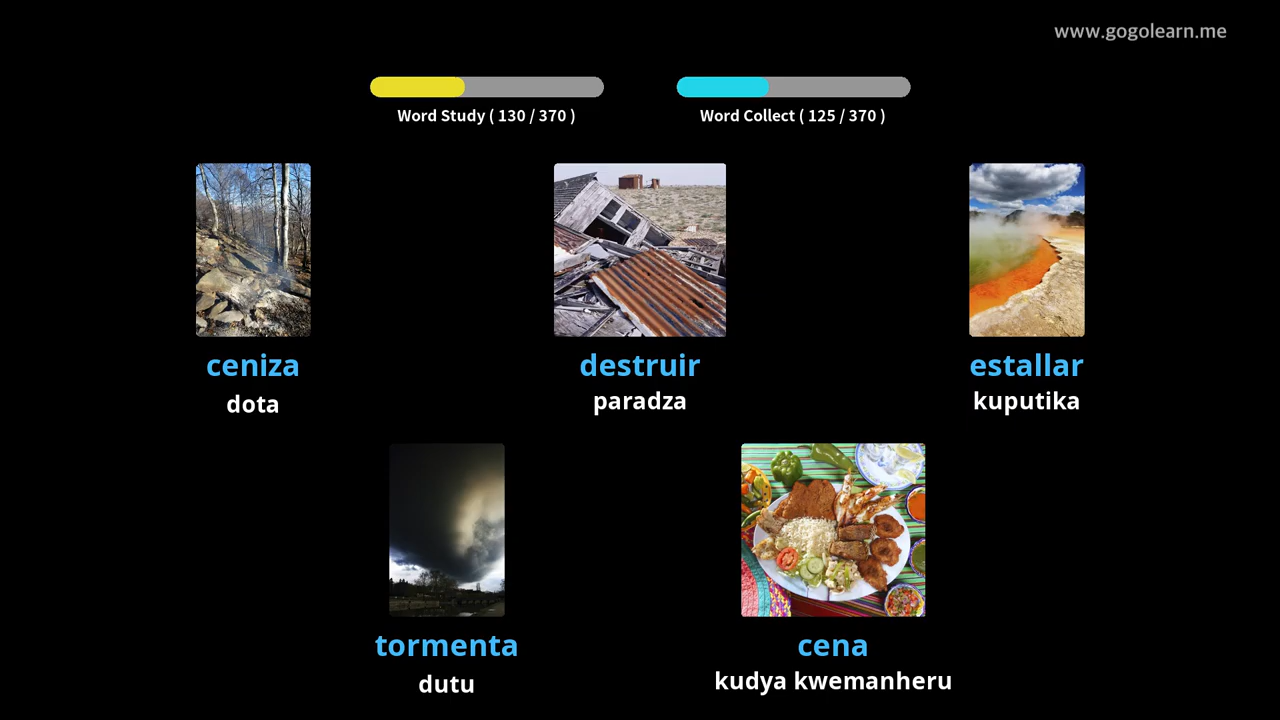 www.gogolearn.me
Word Study ( 130 / 370 )
Word Collect ( 125 / 370 )
ceniza
dota
destruir
paradza
estallar
kuputika
tormenta
dutu
cena
kudya kwemanheru